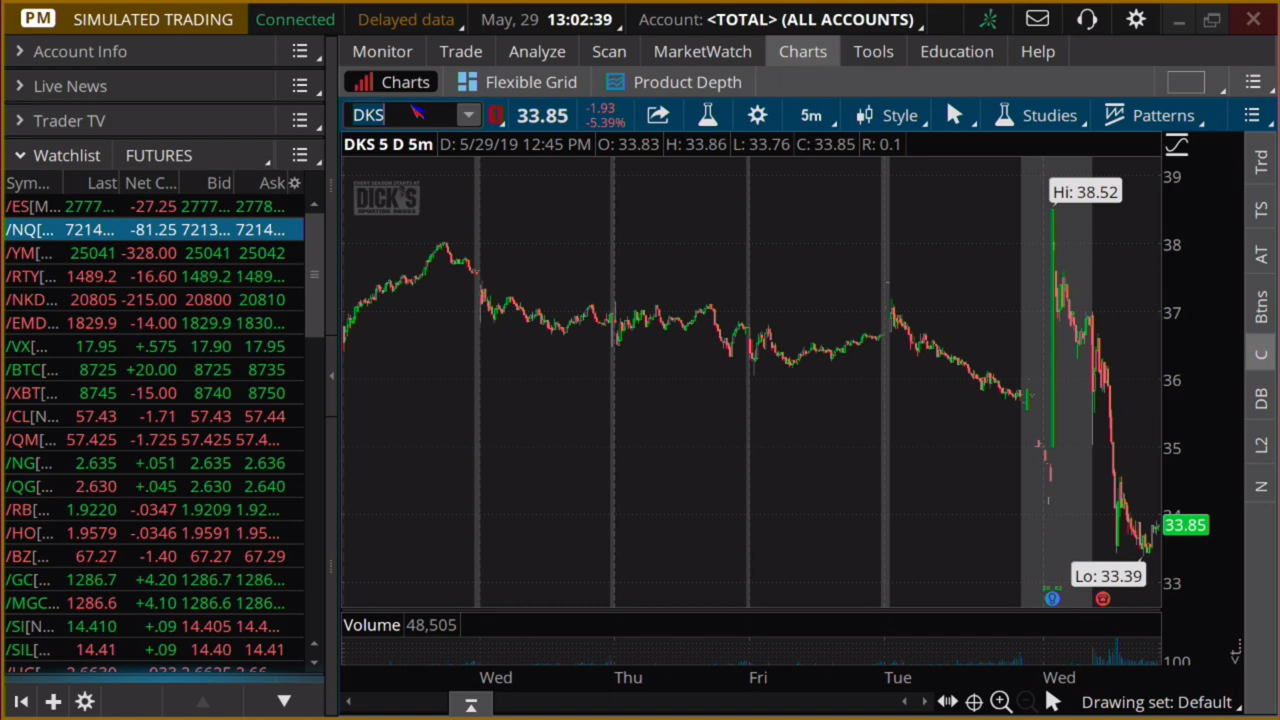 PM SIMULATED TRADING Connected Delayed data May, 29 13:02:39 Account: <TOTAL> (ALL ACCOUNTS)
Account Info
Live News
Trader TV
Watchlist FUTURES
Monitor Trade Analyze Scan MarketWatch Charts Tools Education Help
Charts Flexible Grid Product Depth
DKS 33.85 -1.93 -5.39% 5m Style Studies Patterns
DKS 5 D 5m D: 5/29/19 12:45 PM O: 33.83 H: 33.86 L: 33.76 C: 33.85 R: 0.1
Sym... Last Net C... Bid Ask
/ES[M... 2777... -27.25 2777... 2778...
/NQ[... 7214... -81.25 7213... 7214...
/YM[... 25041 -328.00 25041 25042
/RTY[... 1489.2 -16.60 1489.2 1489...
/NKD... 20805 -215.00 20800 20810
/EMD... 1829.9 -14.00 1829.9 1830...
/VX[... 17.95 +.575 17.90 17.95
/BTC[... 8725 +20.00 8725 8735
/XBT[... 8745 -15.00 8740 8750
/CL[N... 57.43 -1.71 57.43 57.44
/QM[... 57.425 -1.725 57.425 57.4...
/NG[... 2.635 +.051 2.635 2.636
/QG[... 2.630 +.045 2.630 2.640
/RB[... 1.9220 -.0347 1.9209 1.92...
/HO[... 1.9579 -.0346 1.9591 1.95...
/BZ[... 67.27 -1.40 67.27 67.29
/GC[... 1286.7 +4.20 1286.7 1286...
/MGC... 1286.6 +4.10 1286.6 1286...
/SI[N... 14.410 +.09 14.405 14.4...
/SIL[... 14.41 +.09 14.40 14.41
EVERY SEASON STARTS AT
DICK'S
SPORTING GOODS
Hi: 38.52
Lo: 33.39
39
38
37
36
35
34
33.85
33
Volume 48,505
100
Wed Thu Fri Tue Wed
Drawing set: Default
Trd
TS
AT
Btns
C
DB
L2
N